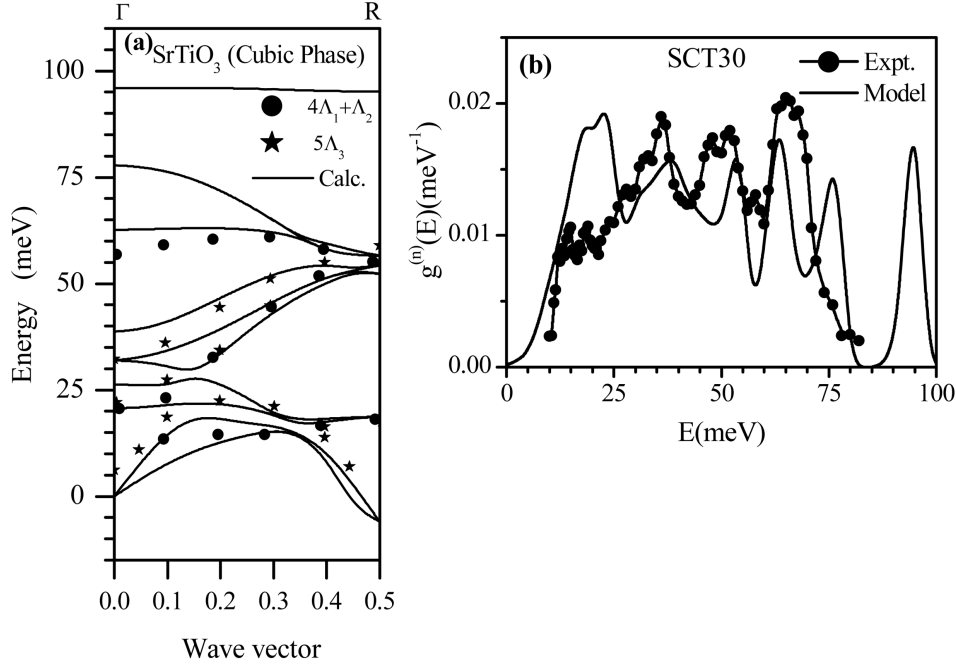 Γ R
(a)
SrTiO₃ (Cubic Phase)
4Λ₁+Λ₂
5Λ₃
Calc.
100
75
50
25
0
Energy (meV)
0.0 0.1 0.2 0.3 0.4 0.5
Wave vector
(b)
SCT30
Expt.
Model
0.02
0.01
0.00
g⁽ⁿ⁾(E)(meV⁻¹)
0 25 50 75 100
E(meV)